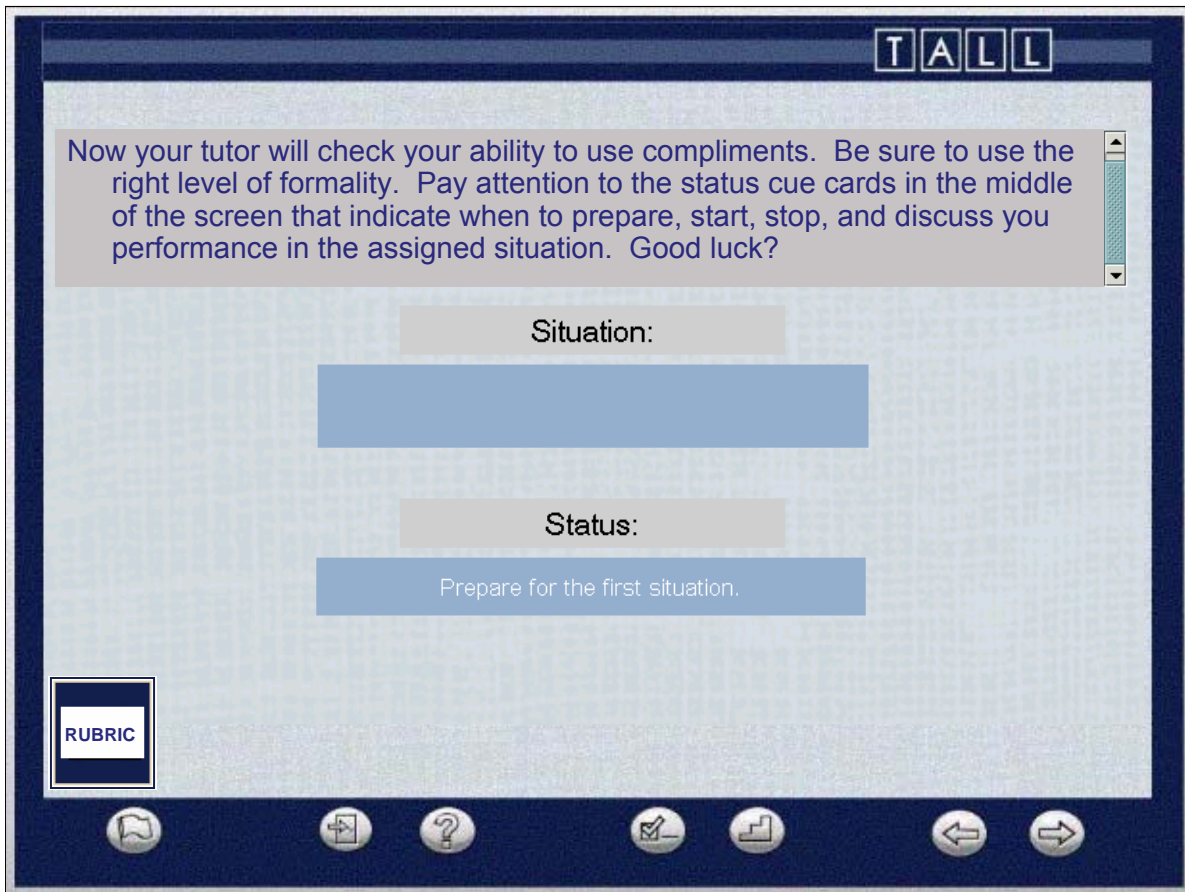 TALL
Now your tutor will check your ability to use compliments. Be sure to use the
right level of formality. Pay attention to the status cue cards in the middle
of the screen that indicate when to prepare, start, stop, and discuss you
performance in the assigned situation. Good luck?
Situation:
Status:
Prepare for the first situation.
RUBRIC